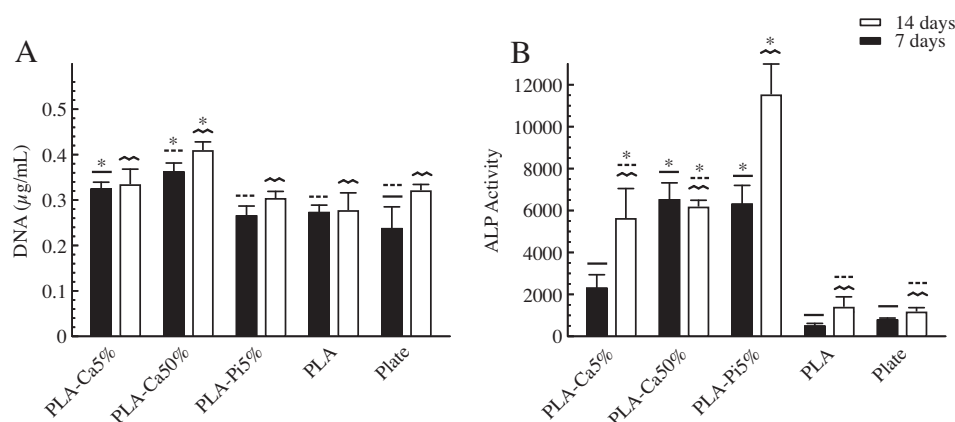 14 days
7 days
A
B
DNA (µg/mL)
0.5
0.4
0.3
0.2
0.1
0
PLA-Ca5%
PLA-Ca50%
PLA-Pi5%
PLA
Plate
* * * 
ALP Activity
12000
10000
8000
6000
4000
2000
0
PLA-Ca5%
PLA-Ca50%
PLA-Pi5%
PLA
Plate
* * * * *